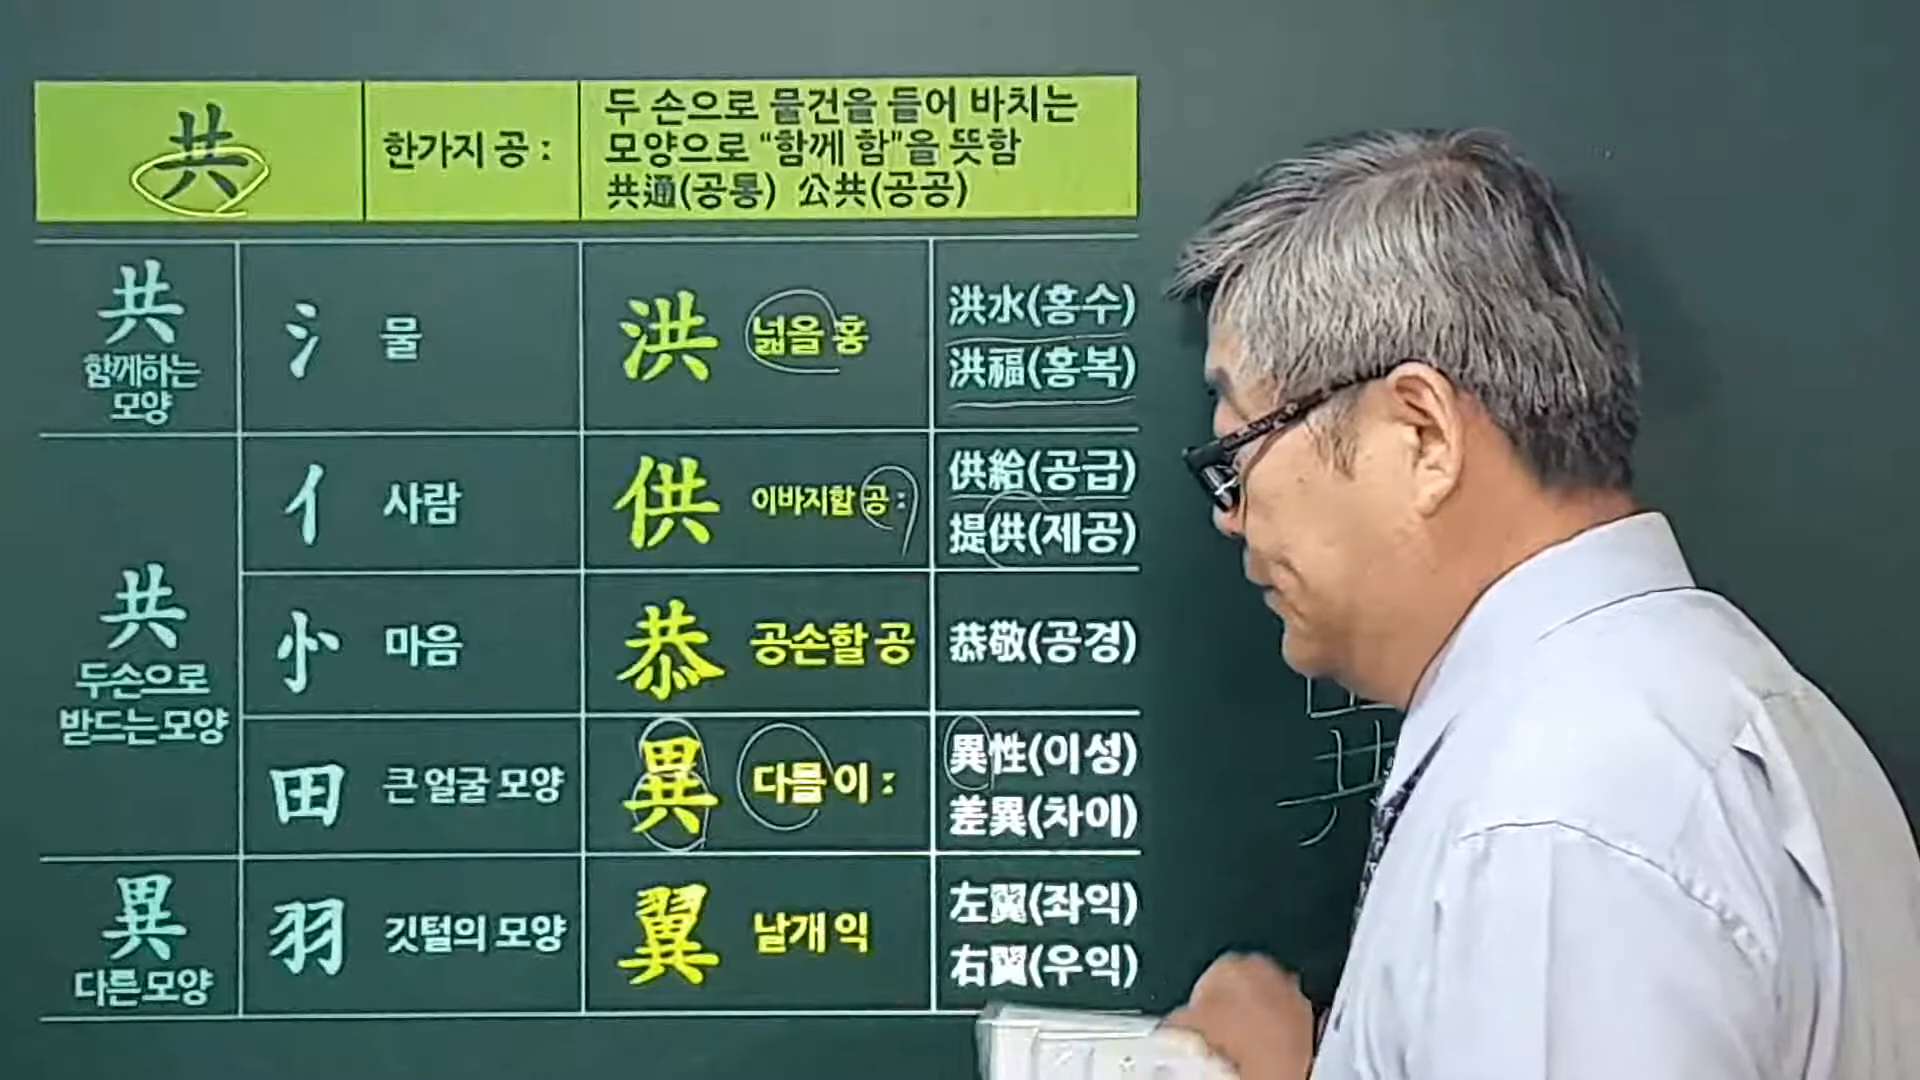 共
한가지 공 :
두 손으로 물건을 들어 바치는
모양으로 “함께 함”을 뜻함
共通(공통) 公共(공공)
共
함께하는
모양
氵 물
洪 넓을 홍
洪水(홍수)
洪福(홍복)
共
두손으로
받드는모양
亻 사람
供 이바지할 공 :
供給(공급)
提供(제공)
㣺 마음
恭 공손할 공
恭敬(공경)
田 큰 얼굴 모양
異 다를 이 :
異性(이성)
差異(차이)
異
다른모양
羽 깃털의 모양
翼 날개 익
左翼(좌익)
右翼(우익)
共